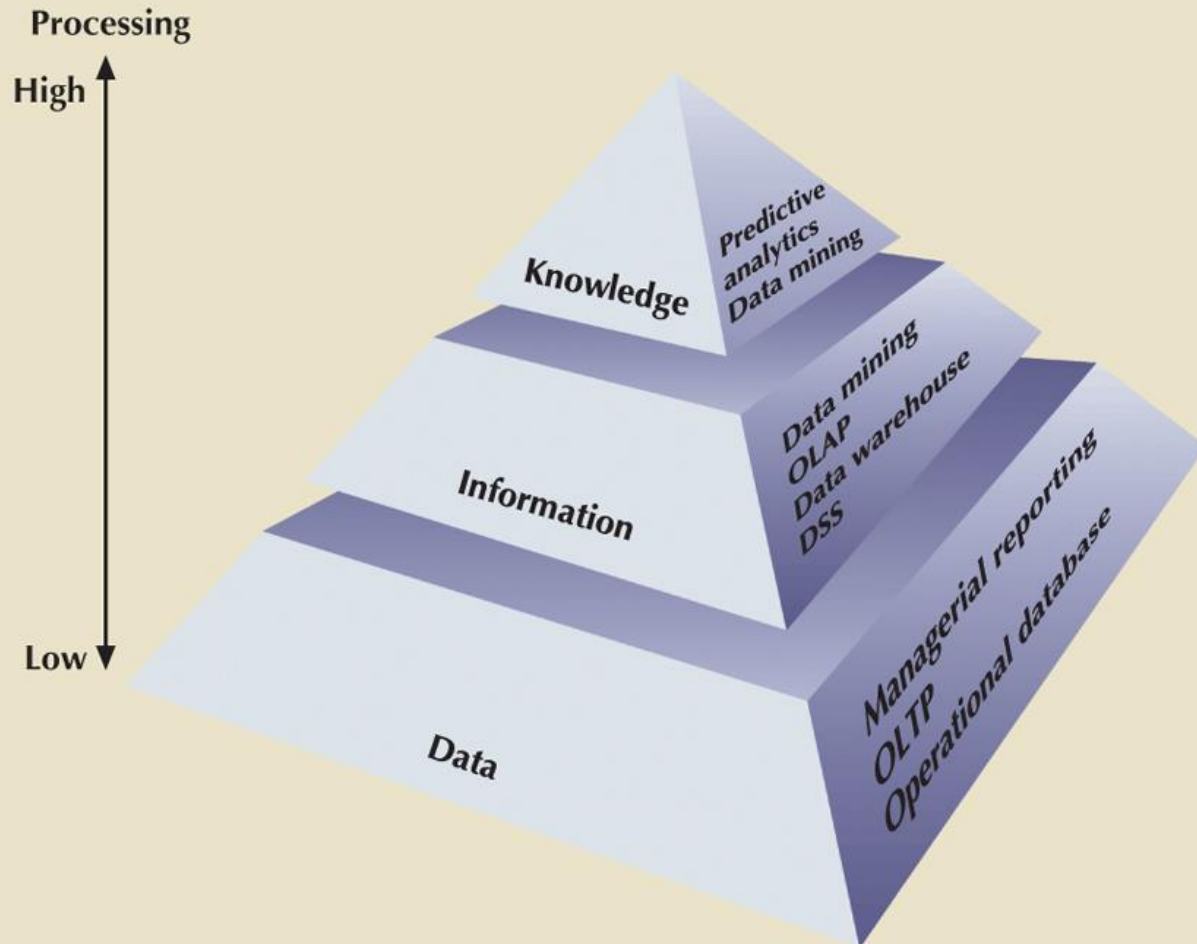 Processing
High
Low
Knowledge
Predictive
analytics
Data mining
Information
Data mining
OLAP
Data warehouse
DSS
Data
Managerial reporting
OLTP
Operational database